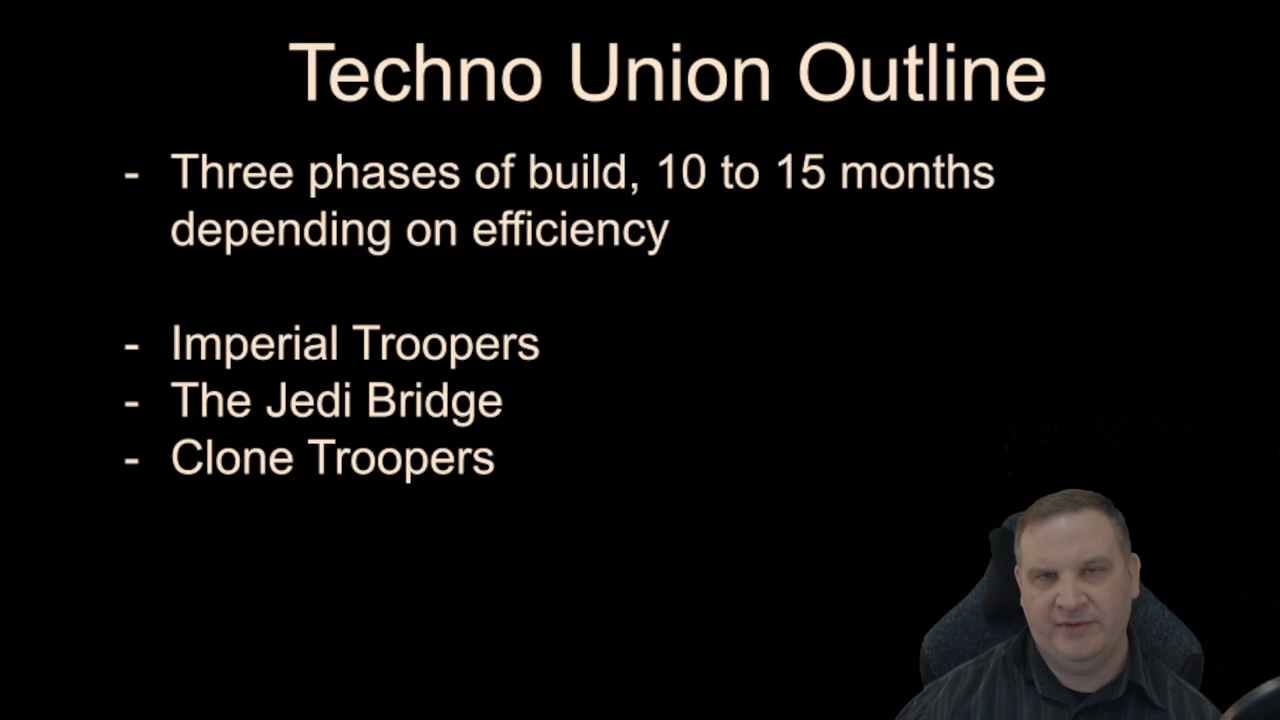 Techno Union Outline
- Three phases of build, 10 to 15 months
depending on efficiency
- Imperial Troopers
- The Jedi Bridge
- Clone Troopers